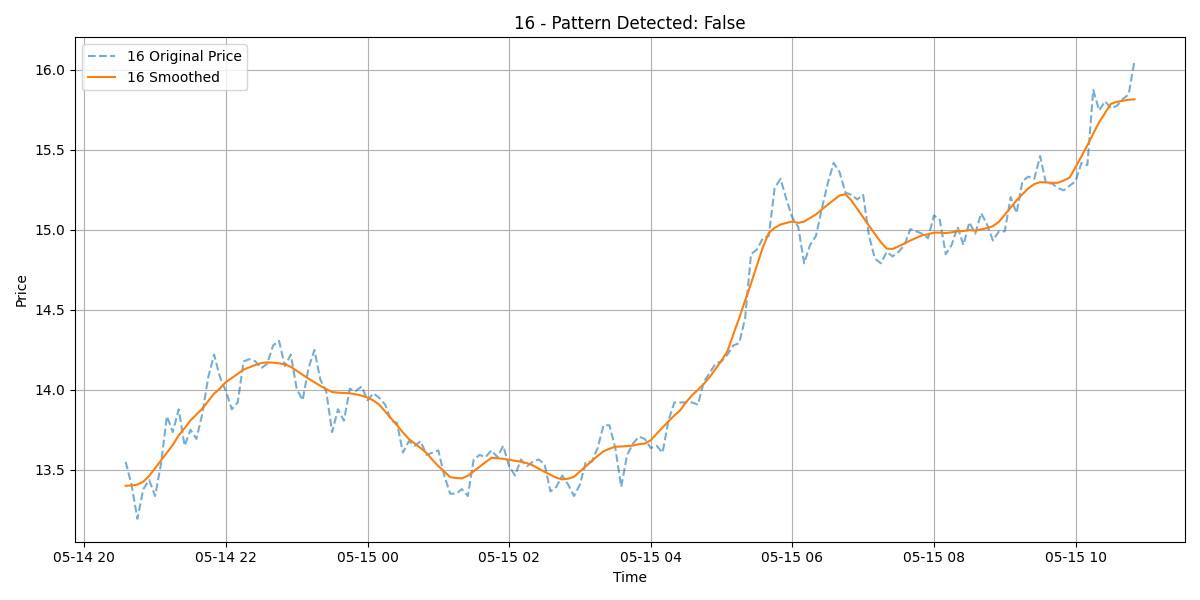 16 - Pattern Detected: False
16 Original Price
16 Smoothed
Price
16.0
15.5
15.0
14.5
14.0
13.5
05-14 20
05-14 22
05-15 00
05-15 02
05-15 04
05-15 06
05-15 08
05-15 10
Time